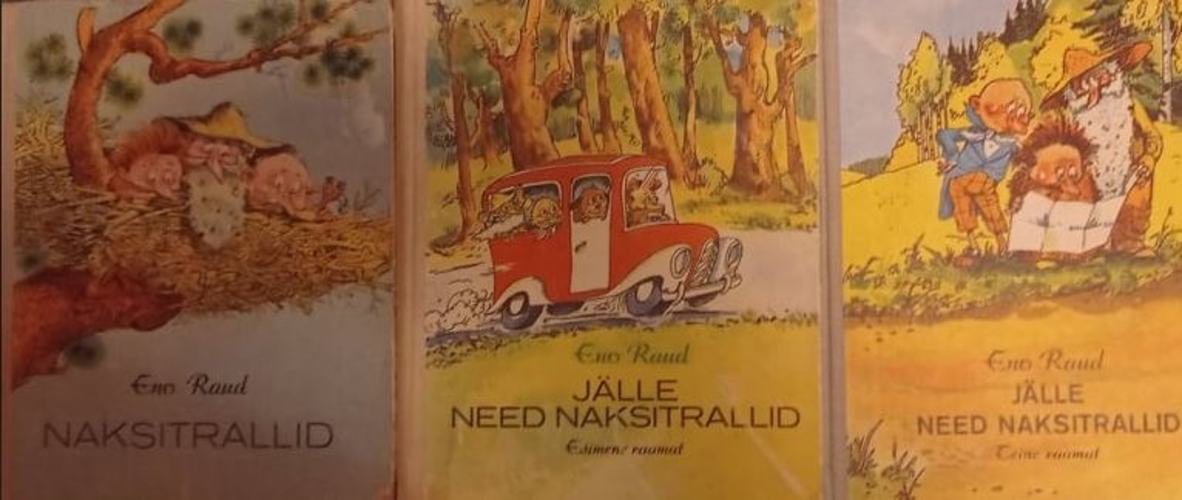 Eno Raud
NAKSITRALLID
Eno Raud
JÄLLE
NEED NAKSITRALLID
Esimene raamat
Eno Raud
JÄLLE
NEED NAKSITRALLID
Teine raamat